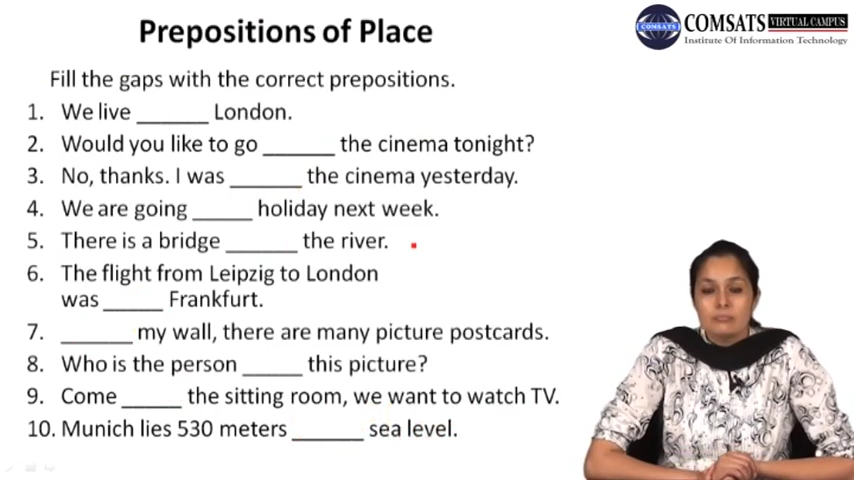 Prepositions of Place
COMSATS VIRTUAL CAMPUS
COMSATS
Institute Of Information Technology
Fill the gaps with the correct prepositions.
1. We live _______ London.
2. Would you like to go _______ the cinema tonight?
3. No, thanks. I was _______ the cinema yesterday.
4. We are going ______ holiday next week.
5. There is a bridge _______ the river.
6. The flight from Leipzig to London
was ______ Frankfurt.
7. _______ my wall, there are many picture postcards.
8. Who is the person ______ this picture?
9. Come ______ the sitting room, we want to watch TV.
10. Munich lies 530 meters _______ sea level.